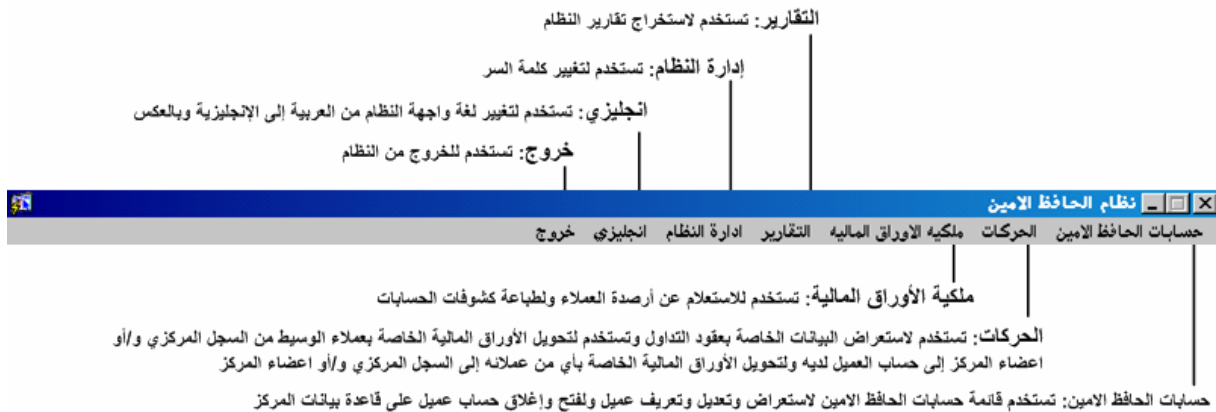 التقارير: تستخدم لاستخراج تقارير النظام
إدارة النظام: تستخدم لتغيير كلمة السر
انجليزي: تستخدم لتغيير لغة واجهة النظام من العربية إلى الإنجليزية وبالعكس
خروج: تستخدم للخروج من النظام
نظام الحافظ الامين
حسابات الحافظ الامين الحركات ملكيه الاوراق الماليه التقارير ادارة النظام انجليزي خروج
ملكية الأوراق المالية: تستخدم للاستعلام عن أرصدة العملاء ولطباعة كشوفات الحسابات
الحركات: تستخدم لاستعراض البيانات الخاصة بعقود التداول وتستخدم لتحويل الأوراق المالية الخاصة بعملاء الوسيط من السجل المركزي و/أو
اعضاء المركز إلى حساب العميل لديه ولتحويل الأوراق المالية الخاصة بأي من عملائه إلى السجل المركزي و/أو اعضاء المركز
حسابات الحافظ الامين: تستخدم قائمة حسابات الحافظ الامين لاستعراض وتعديل وتعريف عميل ولفتح وإغلاق حساب عميل على قاعدة بيانات المركز